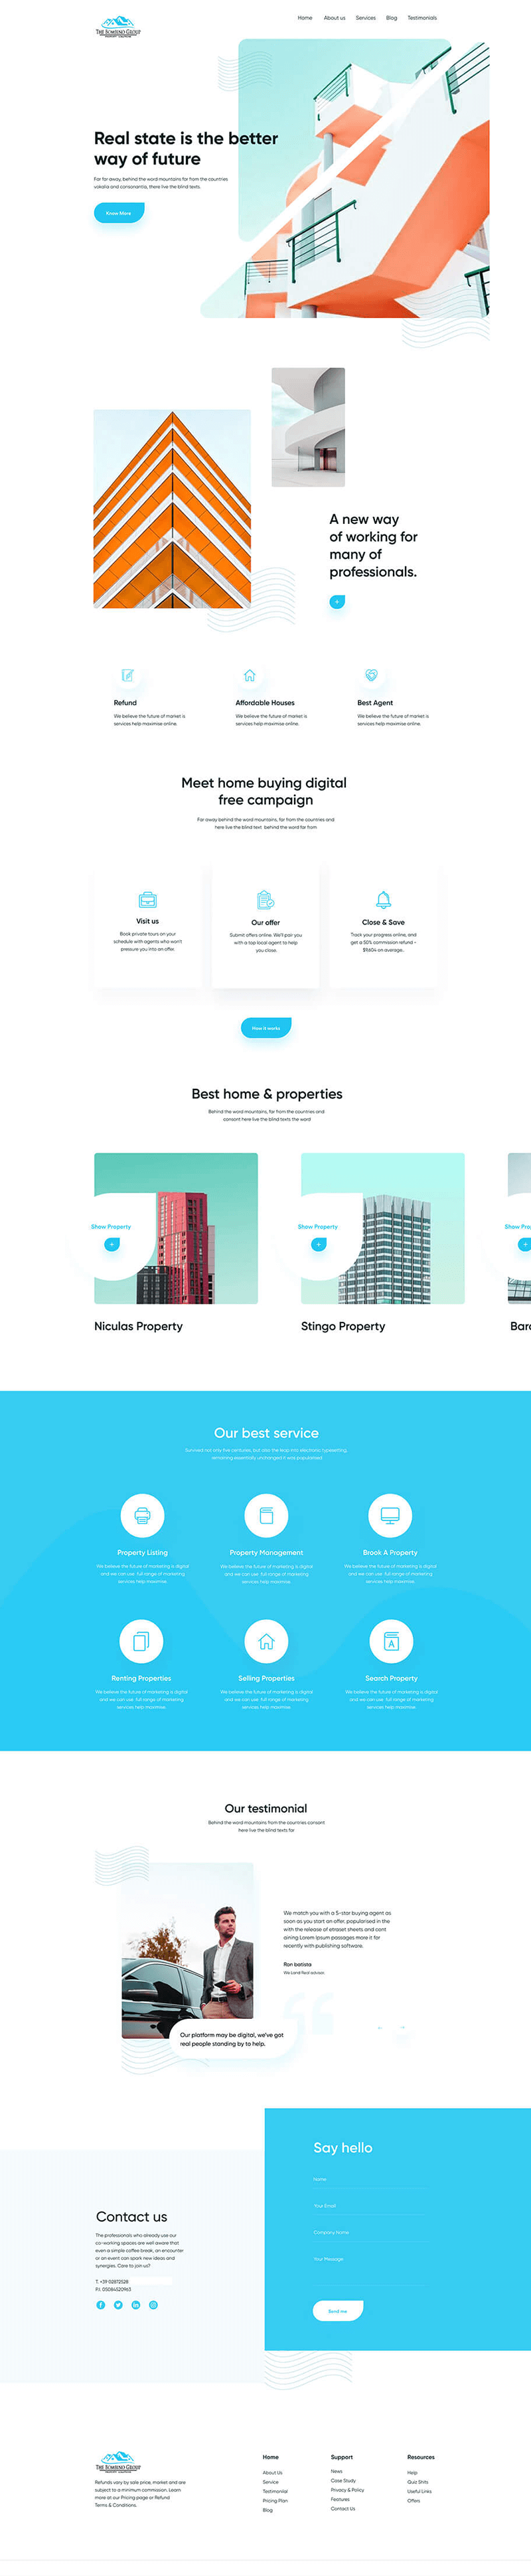 The Bombino Group
Home About us Services Blog Testimonials
Real state is the better
way of future
Far far away, behind the word mountains far from the countries
vokalia and consonantia, there live the blind texts.
Know More
A new way
of working for
many of
professionals.
+
Refund
We believe the future of market is
services help maximise online.
Affordable Houses
We believe the future of market is
services help maximise online.
Best Agent
We believe the future of market is
services help maximise online.
Meet home buying digital
free campaign
Far away behind the word mountains, far from the countries and
here live the blind text behind the word far from
Visit us
Book private tours on your
schedule with agents who won't
pressure you into an offer.
Our offer
Submit offers online. We'll pair you
with a top local agent to help
you close.
Close & Save
Track your progress online, and
get a 50% commission refund -
$9,604 on average.
How it works
Best home & properties
Behind the word mountains, far from the countries and
consont here live the blind texts the word
Show Property
+
Niculas Property
Show Property
+
Stingo Property
Show Prop
+
Baro
Our best service
Survived not only five centuries, but also the leap into electronic typesetting,
remaining essentially unchanged it was popularised
Property Listing
We believe the future of marketing is digital
and we can use full range of marketing
services help maximise.
Property Management
We believe the future of marketing is digital
and we can use full range of marketing
services help maximise.
Brook A Property
We believe the future of marketing is digital
and we can use full range of marketing
services help maximise.
Renting Properties
We believe the future of marketing is digital
and we can use full range of marketing
services help maximise.
Selling Properties
We believe the future of marketing is digital
and we can use full range of marketing
services help maximise.
Search Property
We believe the future of marketing is digital
and we can use full range of marketing
services help maximise.
Our testimonial
Behind the word mountains from the countries consont
here live the blind texts far
We match you with a 5-star buying agent as
soon as you start an offer, popularised in the
with the release of etraset sheets and cont
aining Lorem Ipsum passages more it for
recently with publishing software.
Ron batista
We Land Real advisor
Our platform may be digital, we've got
real people standing by to help.
Say hello
Name
Your Email
Company Name
Your Message
Send me
Contact us
The professionals who already use our
co-working spaces are well aware that
even a simple coffee break, an encounter
or an event can spark new ideas and
synergies. Care to join us?
T. +39 02872528
P.I. 05084520963
The Bombino Group
Refunds vary by sale price, market and are
subject to a minimum commission. Learn
more at our Pricing page or Refund
Terms & Conditions.
Home
About Us
Service
Testimonial
Pricing Plan
Blog
Support
News
Case Study
Privacy & Policy
Features
Contact Us
Resources
Help
Quiz Shits
Useful Links
Offers